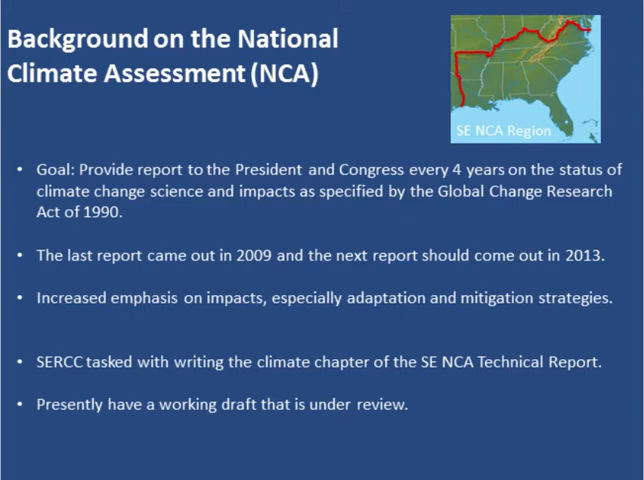 Background on the National
Climate Assessment (NCA)
SE NCA Region
• Goal: Provide report to the President and Congress every 4 years on the status of
climate change science and impacts as specified by the Global Change Research
Act of 1990.
• The last report came out in 2009 and the next report should come out in 2013.
• Increased emphasis on impacts, especially adaptation and mitigation strategies.
• SERCC tasked with writing the climate chapter of the SE NCA Technical Report.
• Presently have a working draft that is under review.